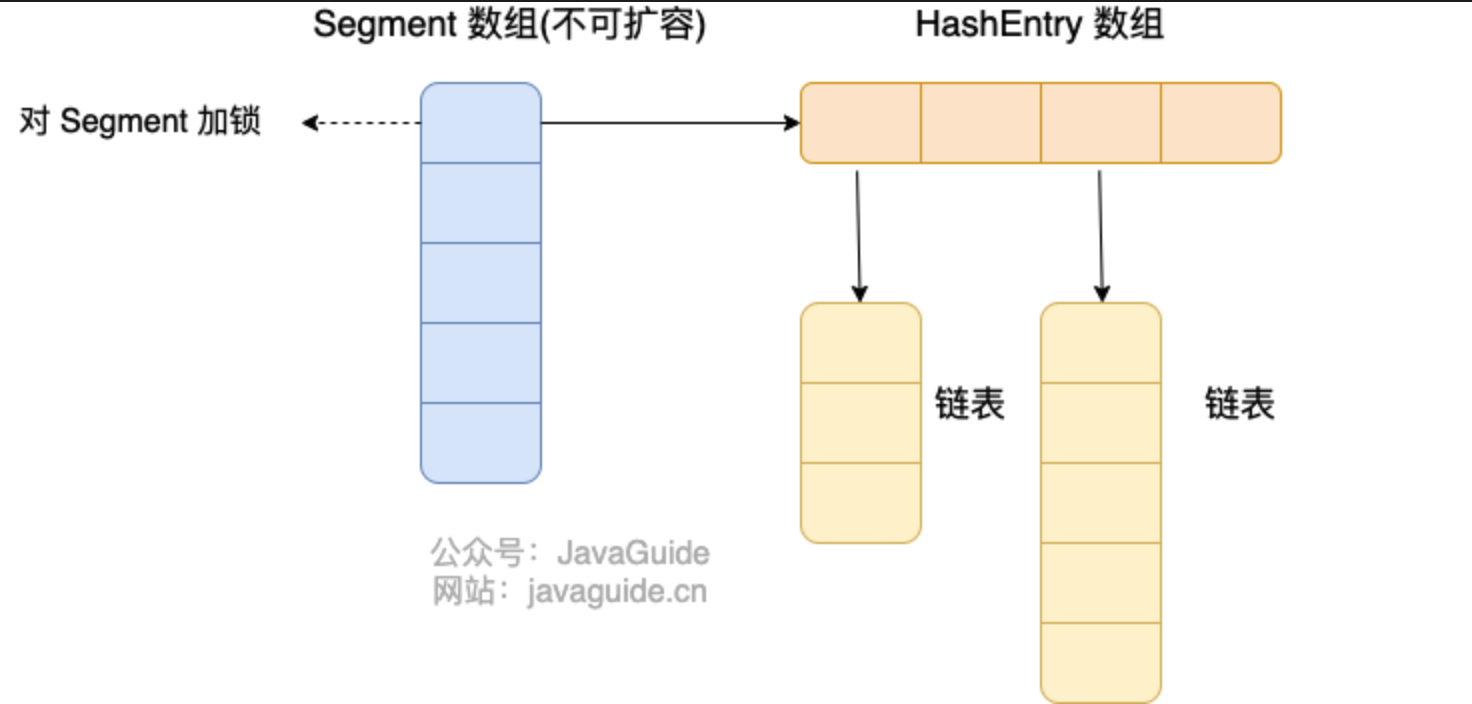 Segment 数组(不可扩容)
HashEntry 数组
对 Segment 加锁
链表
链表
公众号：JavaGuide
网站：javaguide.cn